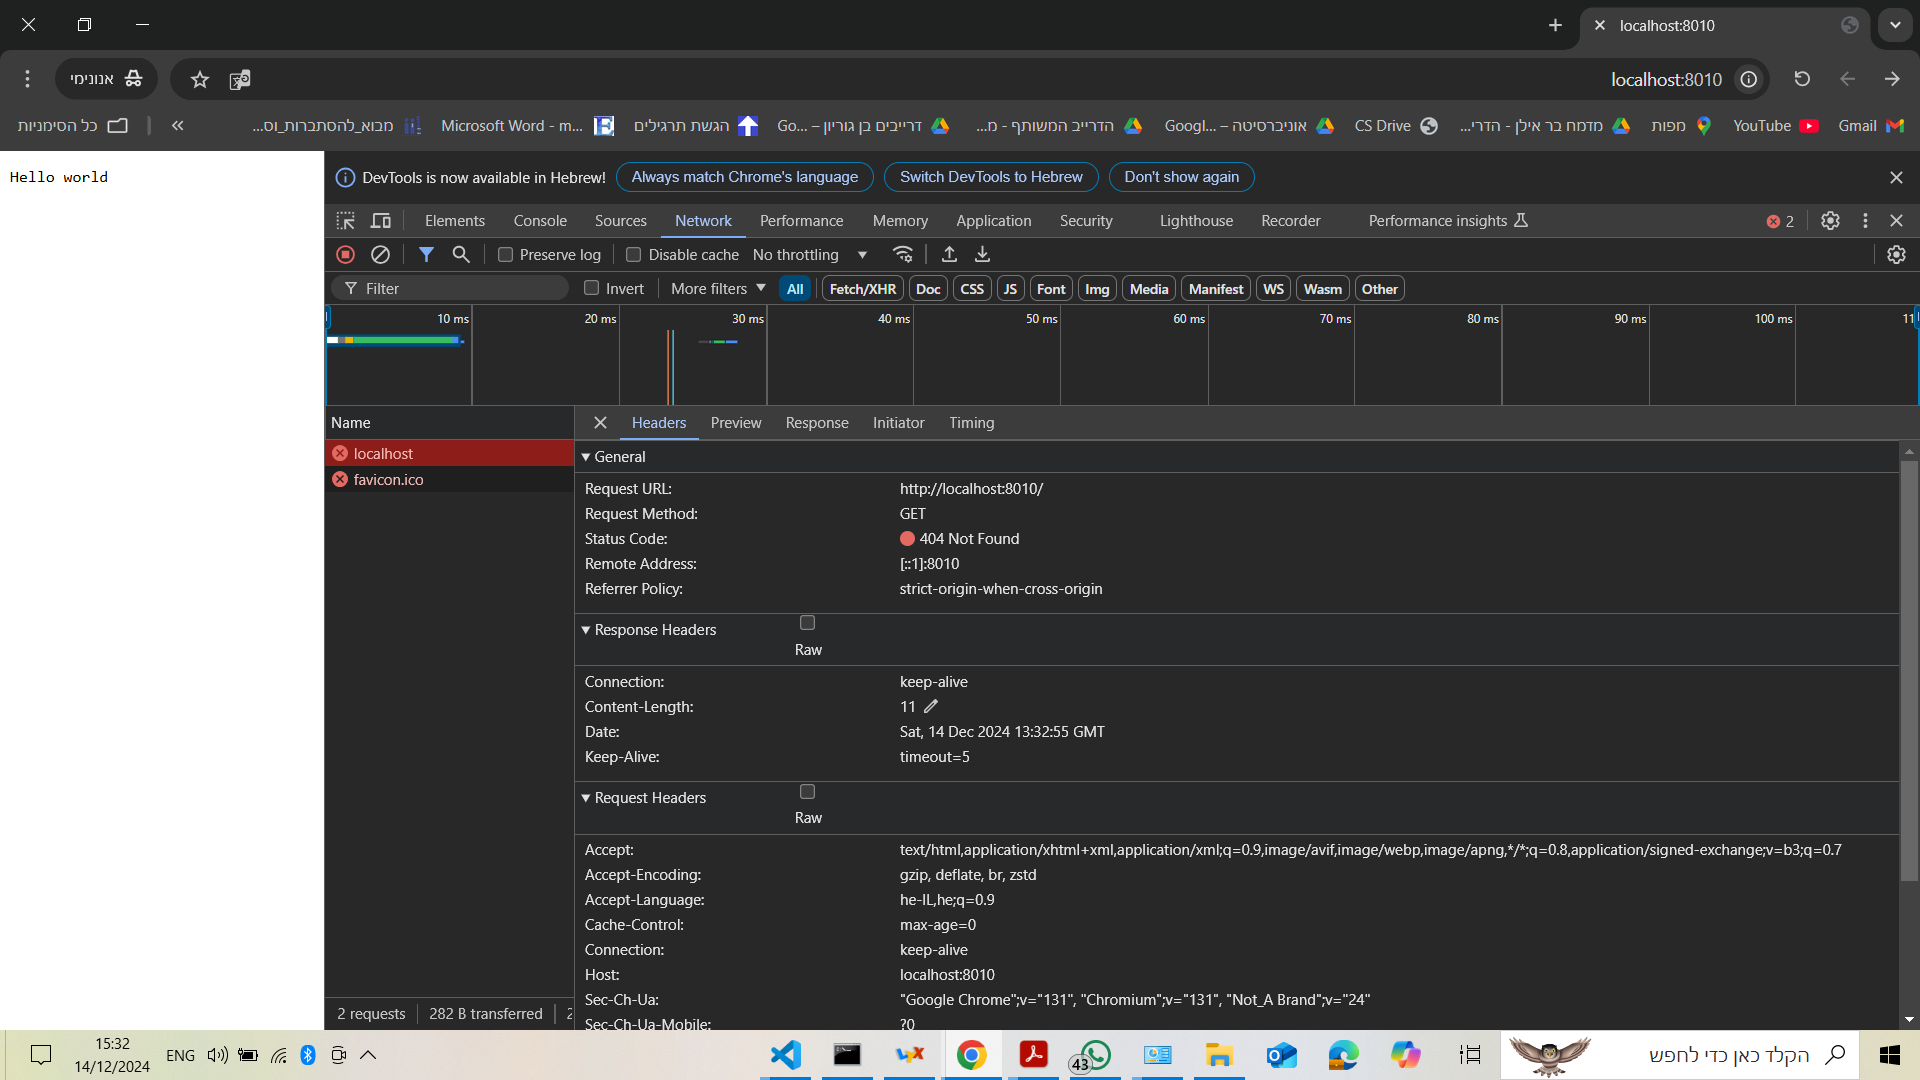 localhost:8010
אנונימי
localhost:8010
כל הסימניות
מבוא_להסתברות_וס...
Microsoft Word - m...
הגשת תרגילים
דרייבים בן גוריון – Go...
הדרייב המשותף - מ...
אוניברסיטה – Googl...
CS Drive
מדמח בר אילן - הדרי...
מפות
YouTube
Gmail
Hello world
DevTools is now available in Hebrew!
Always match Chrome's language
Switch DevTools to Hebrew
Don't show again
Elements
Console
Sources
Network
Performance
Memory
Application
Security
Lighthouse
Recorder
Performance insights
2
Preserve log
Disable cache
No throttling
Filter
Invert
More filters
All
Fetch/XHR
Doc
CSS
JS
Font
Img
Media
Manifest
WS
Wasm
Other
10 ms
20 ms
30 ms
40 ms
50 ms
60 ms
70 ms
80 ms
90 ms
100 ms
11
Name
Headers
Preview
Response
Initiator
Timing
localhost
favicon.ico
General
Request URL:
http://localhost:8010/
Request Method:
GET
Status Code:
404 Not Found
Remote Address:
[::1]:8010
Referrer Policy:
strict-origin-when-cross-origin
Response Headers
Raw
Connection:
keep-alive
Content-Length:
11
Date:
Sat, 14 Dec 2024 13:32:55 GMT
Keep-Alive:
timeout=5
Request Headers
Raw
Accept:
text/html,application/xhtml+xml,application/xml;q=0.9,image/avif,image/webp,image/apng,*/*;q=0.8,application/signed-exchange;v=b3;q=0.7
Accept-Encoding:
gzip, deflate, br, zstd
Accept-Language:
he-IL,he;q=0.9
Cache-Control:
max-age=0
Connection:
keep-alive
Host:
localhost:8010
Sec-Ch-Ua:
"Google Chrome";v="131", "Chromium";v="131", "Not_A Brand";v="24"
Sec-Ch-Ua-Mobile:
?0
2 requests
282 B transferred
2
15:32
14/12/2024
ENG
43
הקלד כאן כדי לחפש